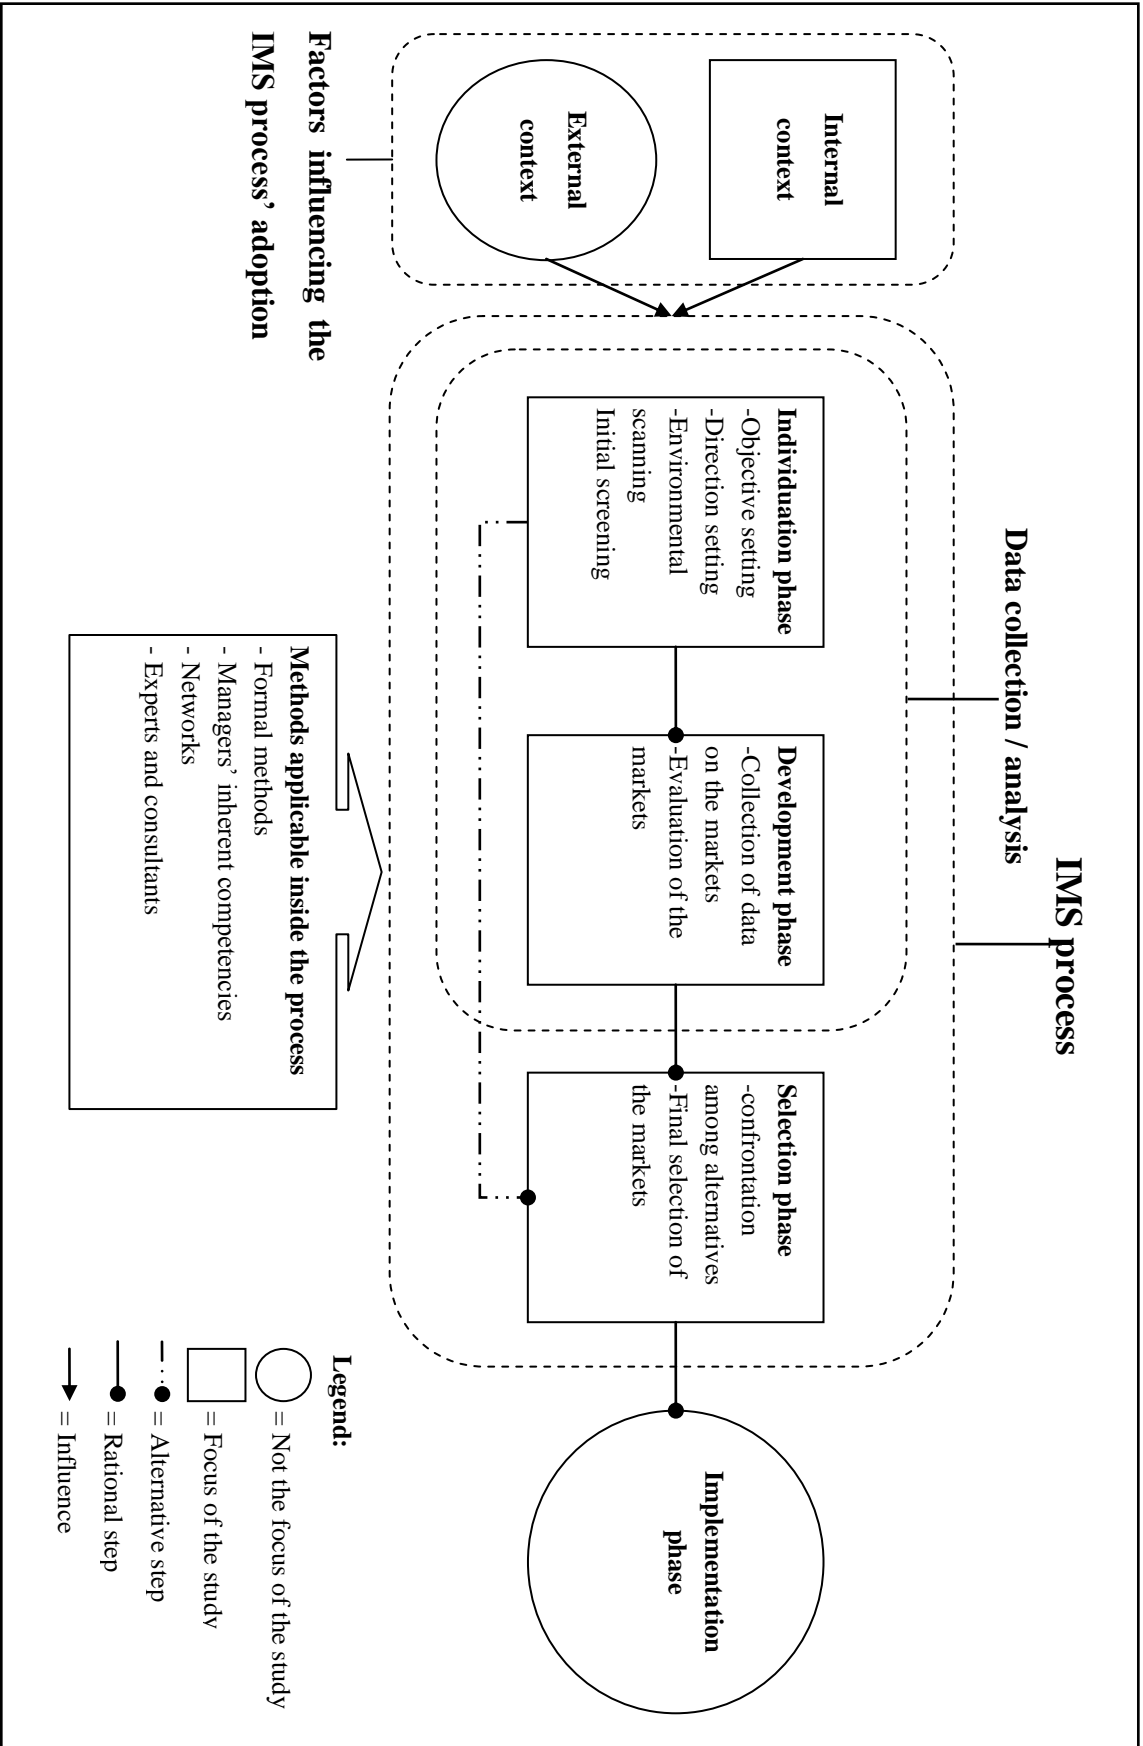 IMS process
Data collection / analysis
Internal
context
External
context
Factors influencing the
IMS process’ adoption
Individuation phase
-Objective setting
-Direction setting
-Environmental
scanning
Initial screening
Development phase
-Collection of data
on the markets
-Evaluation of the
markets
Selection phase
-confrontation
among alternatives
-Final selection of
the markets
Implementation
phase
Methods applicable inside the process
- Formal methods
- Managers’ inherent competencies
- Networks
- Experts and consultants
Legend:
= Not the focus of the study
= Focus of the study
= Alternative step
= Rational step
= Influence